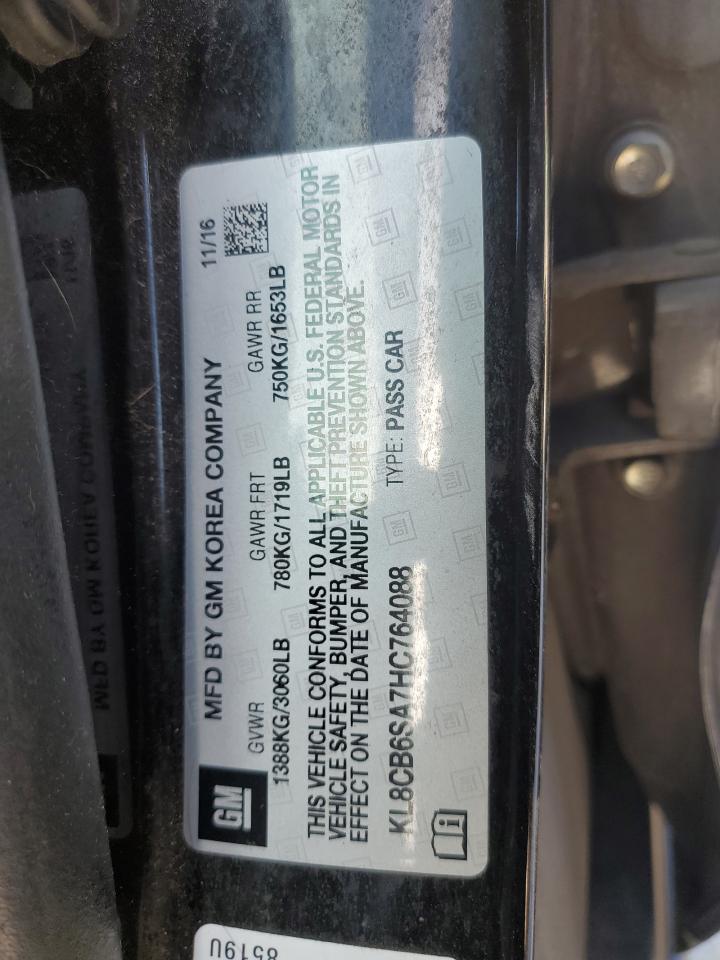 GM
MFD BY GM KOREA COMPANY 11/16
GVWR GAWR FRT GAWR RR
1388KG/3060LB 780KG/1719LB 750KG/1653LB
THIS VEHICLE CONFORMS TO ALL APPLICABLE U.S. FEDERAL MOTOR
VEHICLE SAFETY, BUMPER, AND THEFT PREVENTION STANDARDS IN
EFFECT ON THE DATE OF MANUFACTURE SHOWN ABOVE.
KL8CB6SA7HC764088 TYPE: PASS CAR
8519U